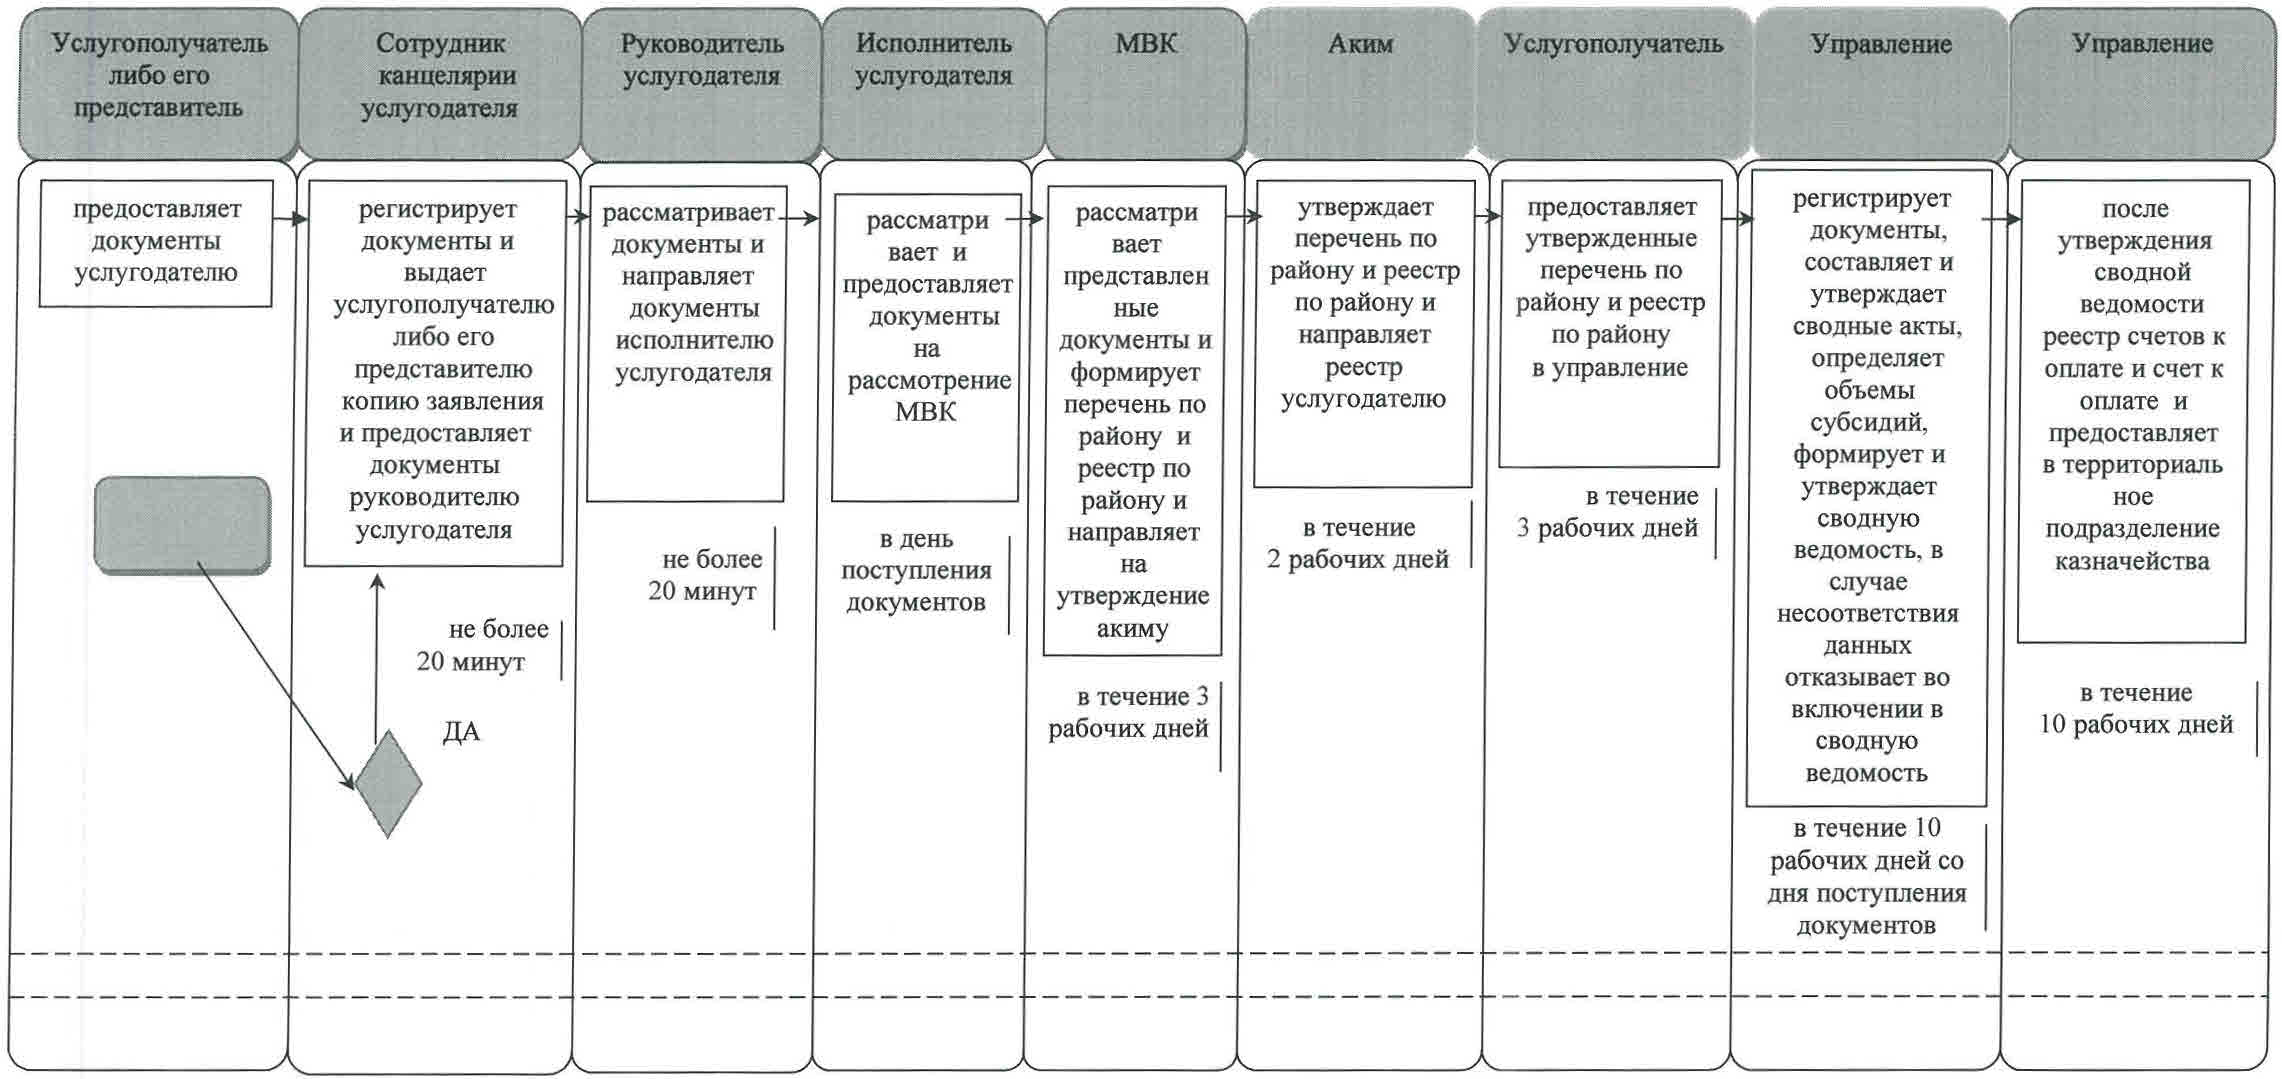 Услугополучатель
либо его
представитель
Сотрудник
канцелярии
услугодателя
Руководитель
услугодателя
Исполнитель
услугодателя
МВК
Аким
Услугополучатель
Управление
Управление
предоставляет
документы
услугодателю
регистрирует
документы и
выдает
услугополучателю
либо его
представителю
копию заявления
и предоставляет
документы
руководителю
услугодателя
не более
20 минут
ДА
рассматривает
документы и
направляет
документы
исполнителю
услугодателя
не более
20 минут
рассматри
вает и
предоставляет
документы
на
рассмотрение
МВК
в день
поступления
документов
рассматри
вает
представлен
ные
документы и
формирует
перечень по
району и
реестр по
району и
направляет
на
утверждение
акиму
в течение 3
рабочих дней
утверждает
перечень по
району и реестр
по району и
направляет
реестр
услугодателю
в течение
2 рабочих дней
предоставляет
утвержденные
перечень по
району и реестр
по району
в управление
в течение
3 рабочих дней
регистрирует
документы,
составляет и
утверждает
сводные акты,
определяет
объемы
субсидий,
формирует и
утверждает
сводную
ведомость, в
случае
несоответствия
данных
отказывает во
включении в
сводную
ведомость
в течение 10
рабочих дней со
дня поступления
документов
после
утверждения
сводной
ведомости
реестр счетов к
оплате и счет к
оплате и
предоставляет
в территориаль
ное
подразделение
казначейства
в течение
10 рабочих дней